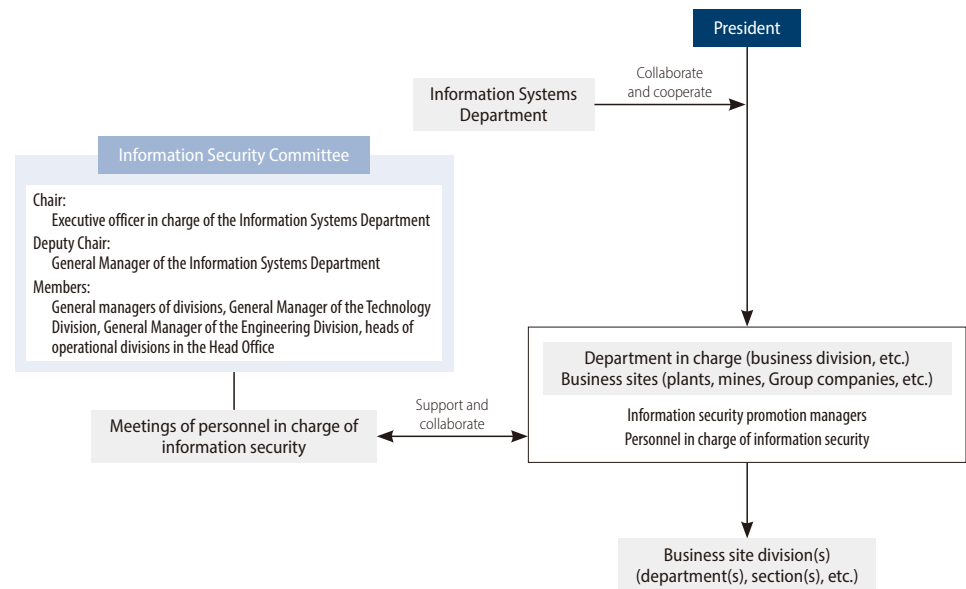 President
Collaborate
and cooperate
Information Systems
Department
Information Security Committee
Chair:
Executive officer in charge of the Information Systems Department
Deputy Chair:
General Manager of the Information Systems Department
Members:
General managers of divisions, General Manager of the Technology
Division, General Manager of the Engineering Division, heads of
operational divisions in the Head Office
Department in charge (business division, etc.)
Business sites (plants, mines, Group companies, etc.)
Information security promotion managers
Personnel in charge of information security
Support and
collaborate
Meetings of personnel in charge of
information security
Business site division(s)
(department(s), section(s), etc.)